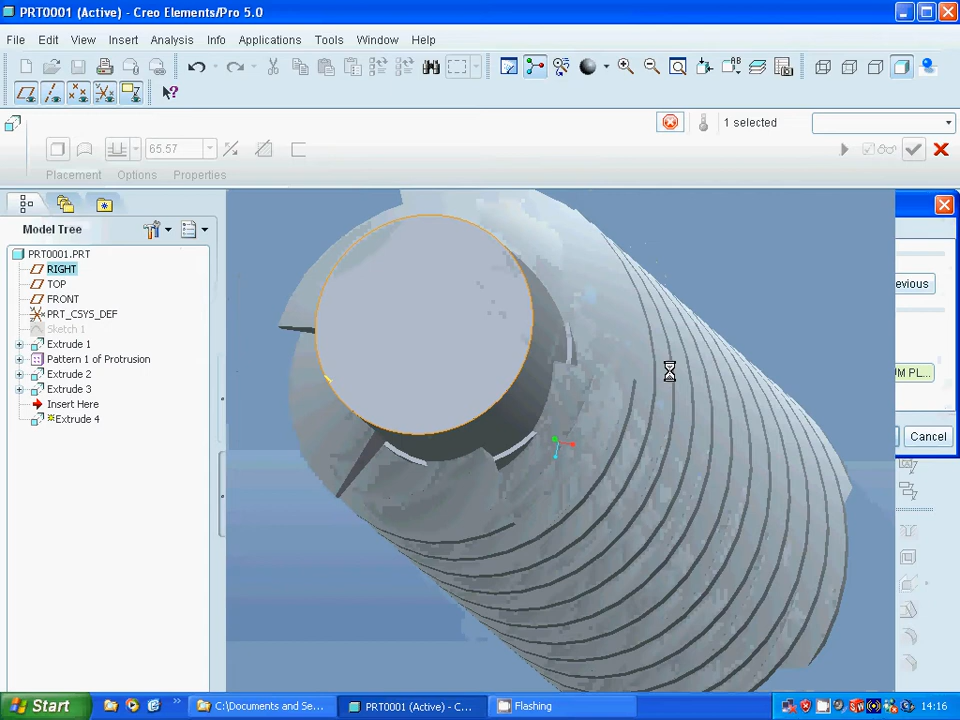 PRT0001 (Active) - Creo Elements/Pro 5.0
File Edit View Insert Analysis Info Applications Tools Window Help
1 selected
65.57
Placement Options Properties
Model Tree
PRT0001.PRT
RIGHT
TOP
FRONT
PRT_CSYS_DEF
Sketch 1
Extrude 1
Pattern 1 of Protrusion
Extrude 2
Extrude 3
Insert Here
*Extrude 4
evious
UM PL...
Cancel
Start
C:\Documents and Se...
PRT0001 (Active) - C...
Flashing
14:16